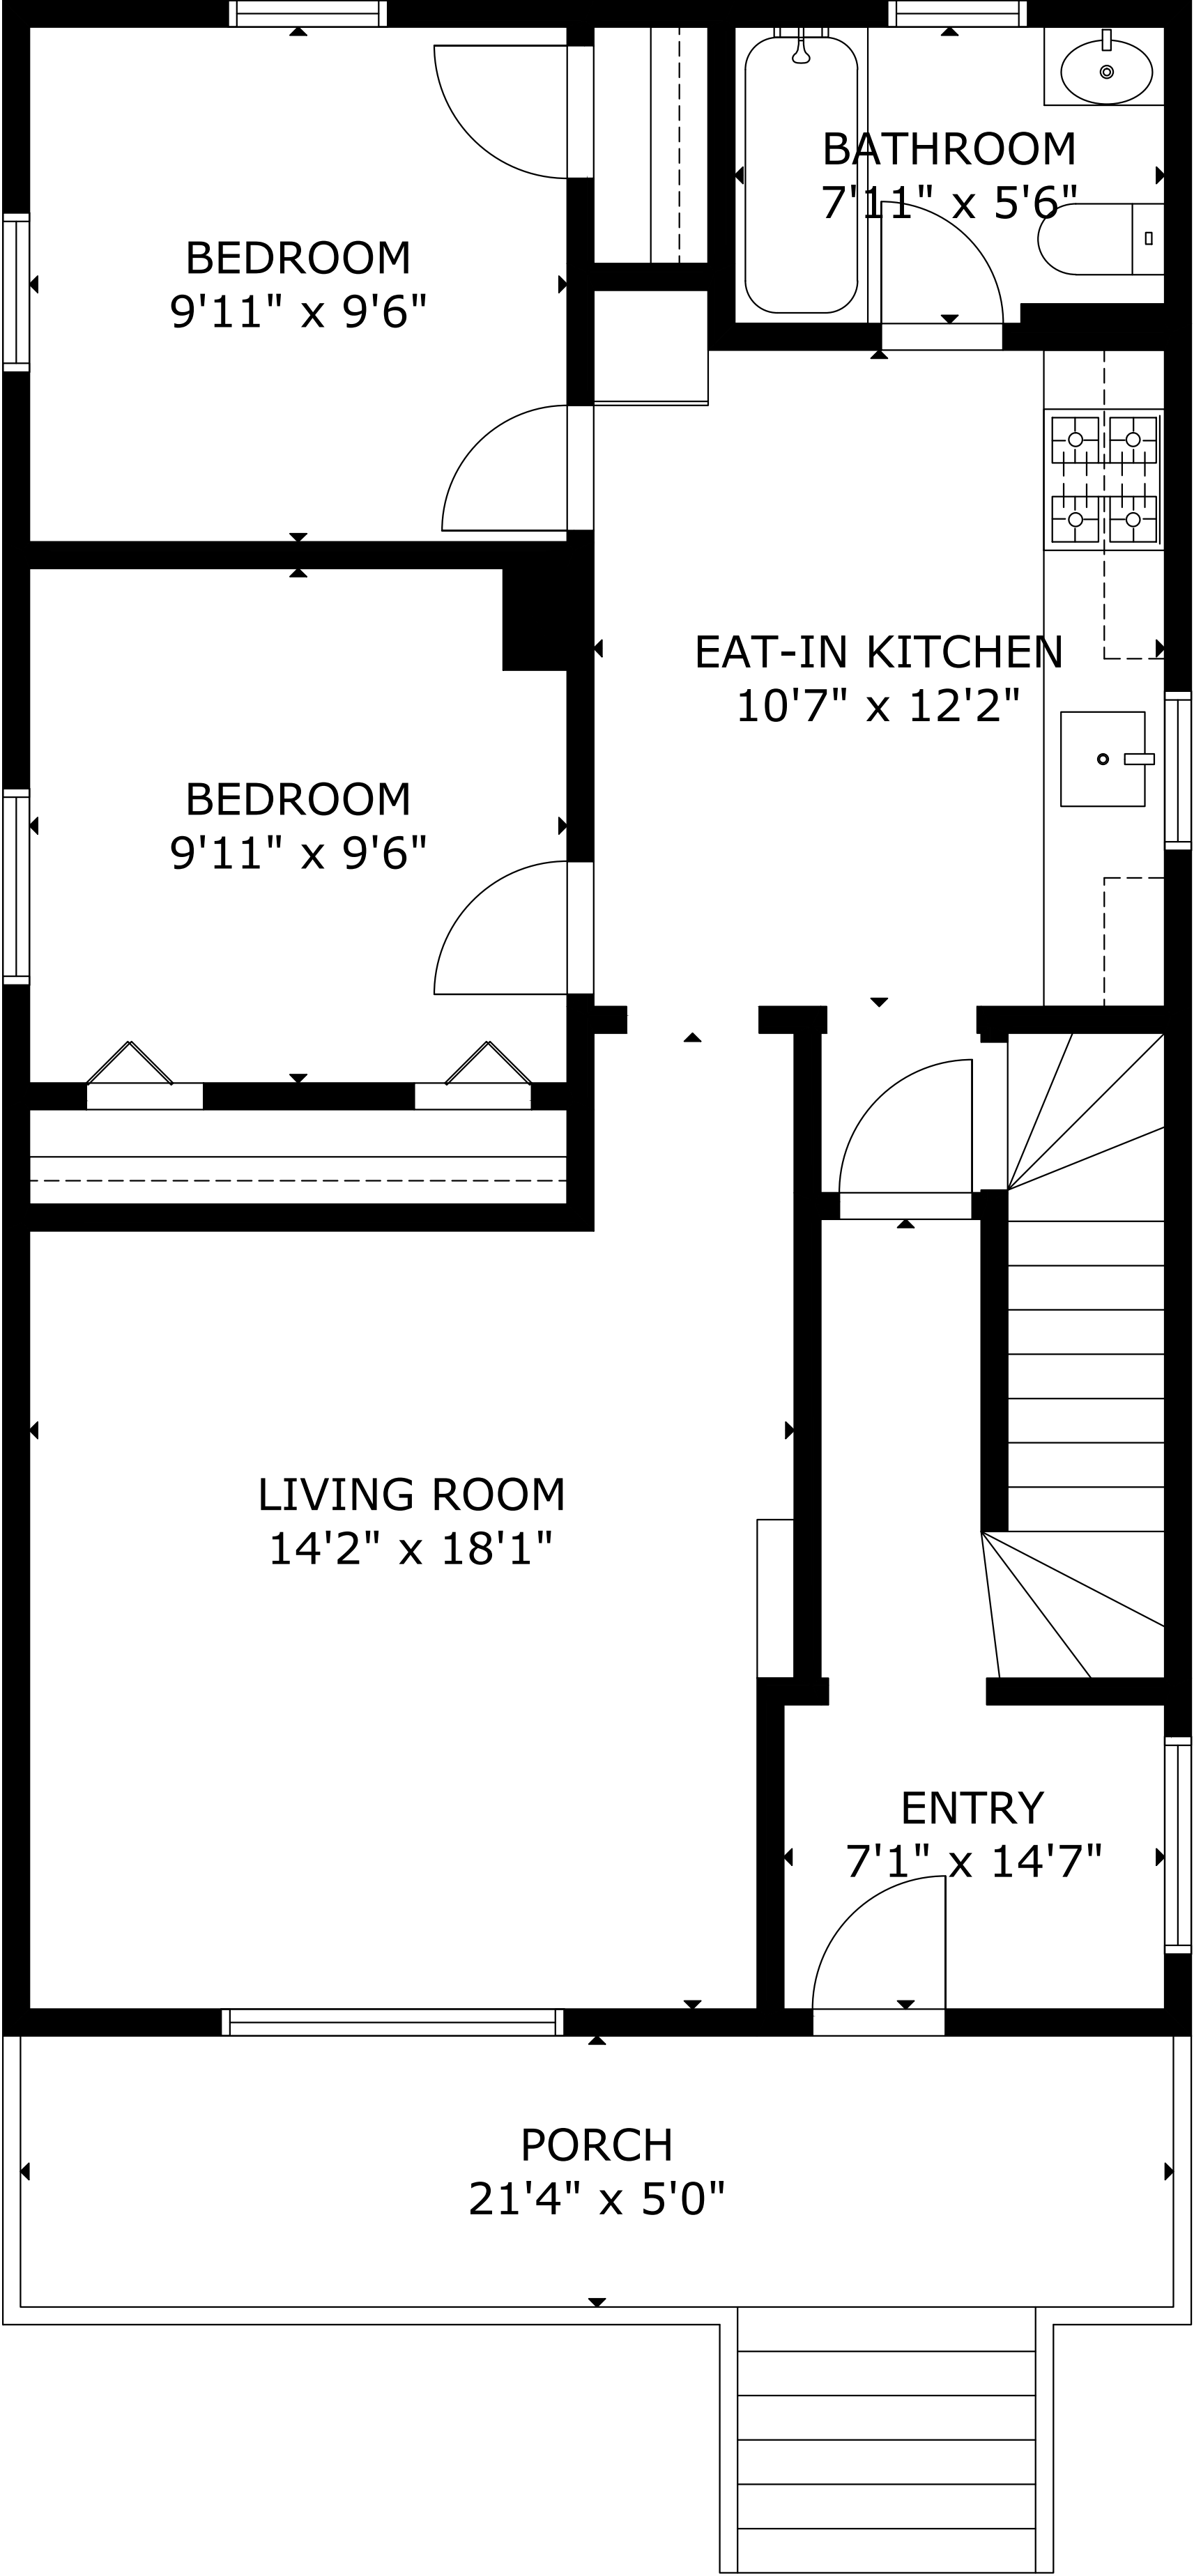 BATHROOM
7'11" x 5'6"
BEDROOM
9'11" x 9'6"
EAT-IN KITCHEN
10'7" x 12'2"
BEDROOM
9'11" x 9'6"
LIVING ROOM
14'2" x 18'1"
ENTRY
7'1" x 14'7"
PORCH
21'4" x 5'0"